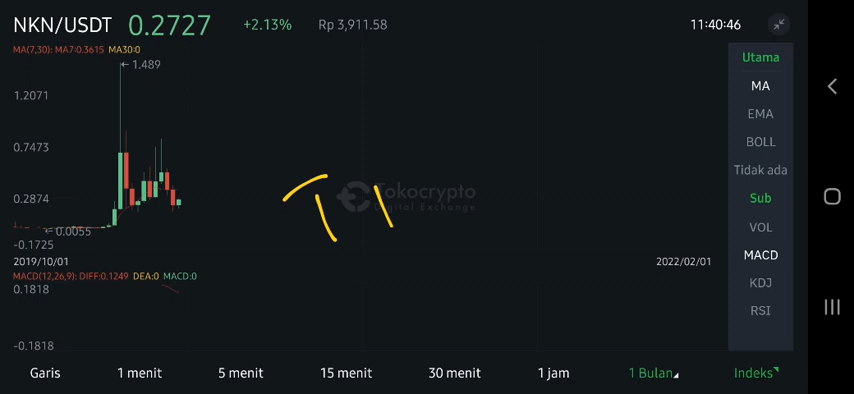 NKN/USDT 0.2727 +2.13% Rp 3,911.58 11:40:46
MA(7,30): MA7:0.3615 MA30:0
Utama
1.489
MA
1.2071
EMA
BOLL
0.7473
Tidak ada
Tokocrypto
Digital Exchange
0.2874
Sub
T1
VOL
0.0055
-0.1725
2019/10/01 2022/02/01
MACD
MACD(12,26,9): DIFF:0.1249 DEA:0 MACD:0
KDJ
0.1818
RSI
-0.1818
Garis 1 menit 5 menit 15 menit 30 menit 1 jam 1 Bulan Indeks